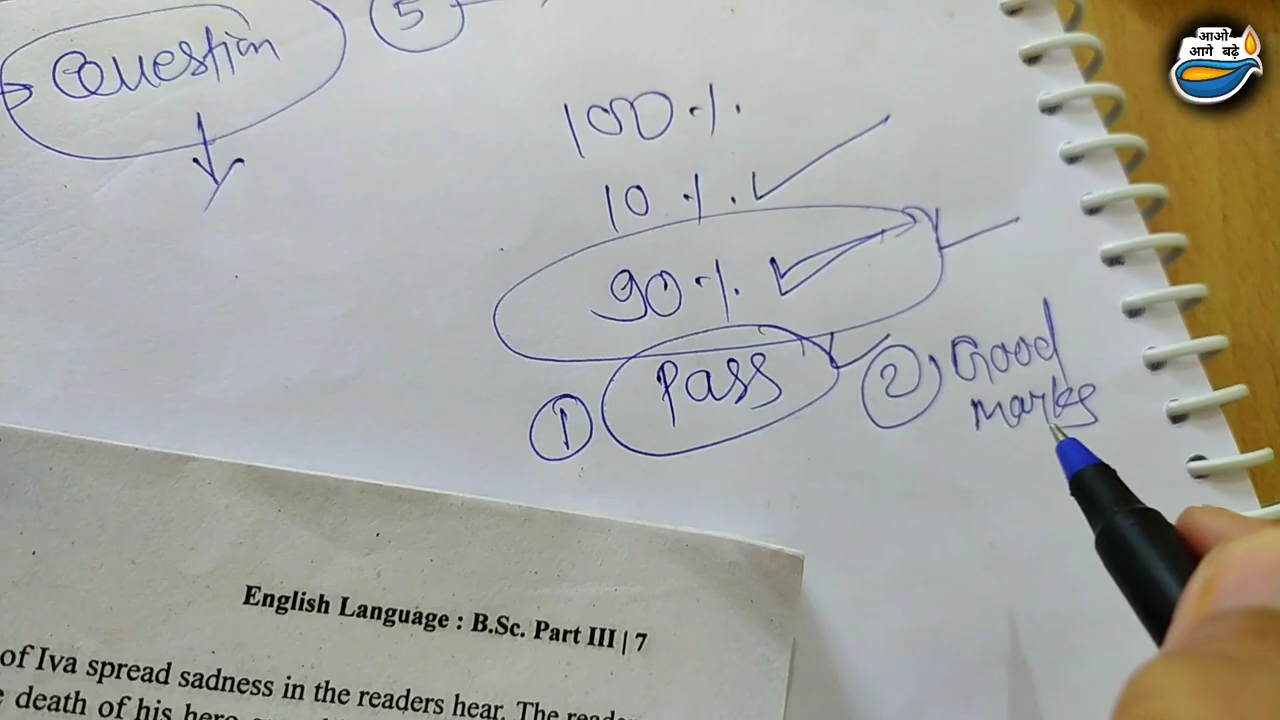 Question
5
100%
10%
90%
① Pass
② Good
marks
English Language : B.Sc. Part III | 7
of Iva spread sadness in the readers hear. The
death of his hero
आओ
आगे बढ़े